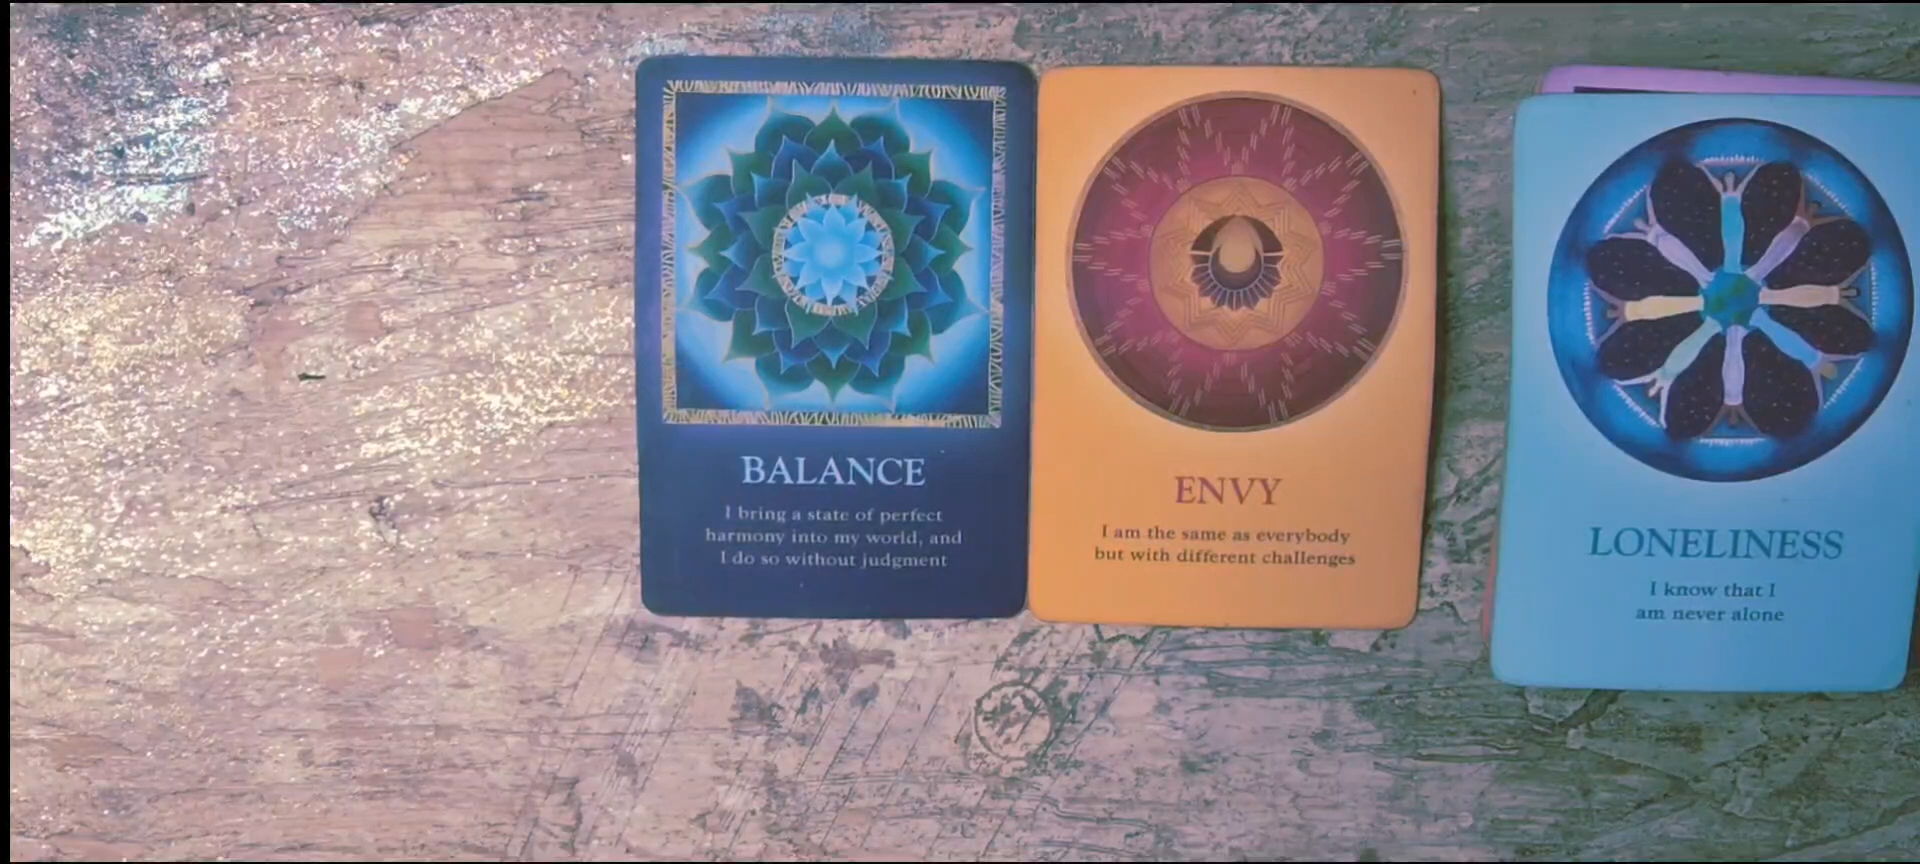 BALANCE
I bring a state of perfect
harmony into my world, and
I do so without judgment
ENVY
I am the same as everybody
but with different challenges
LONELINESS
I know that I
am never alone